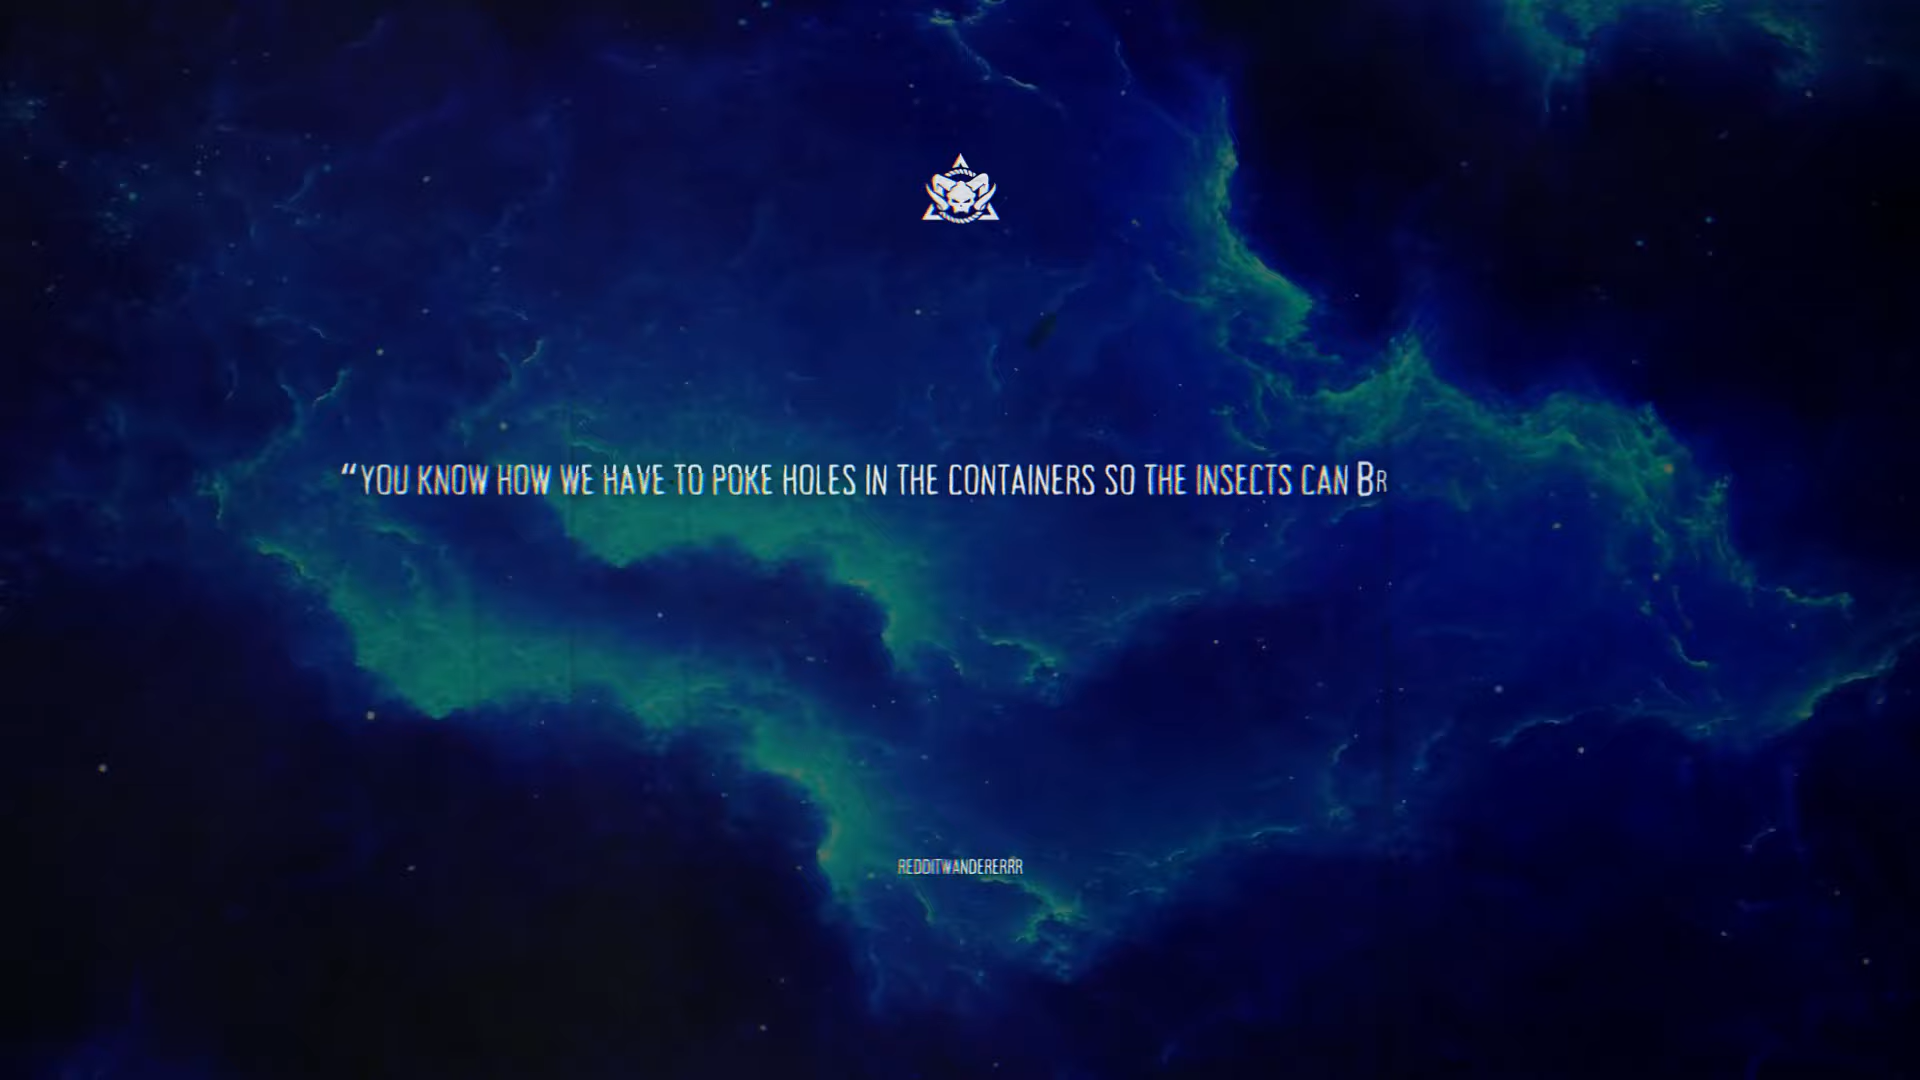 “YOU KNOW HOW WE HAVE TO POKE HOLES IN THE CONTAINERS SO THE INSECTS CAN BR
REDDITWANDERERRR